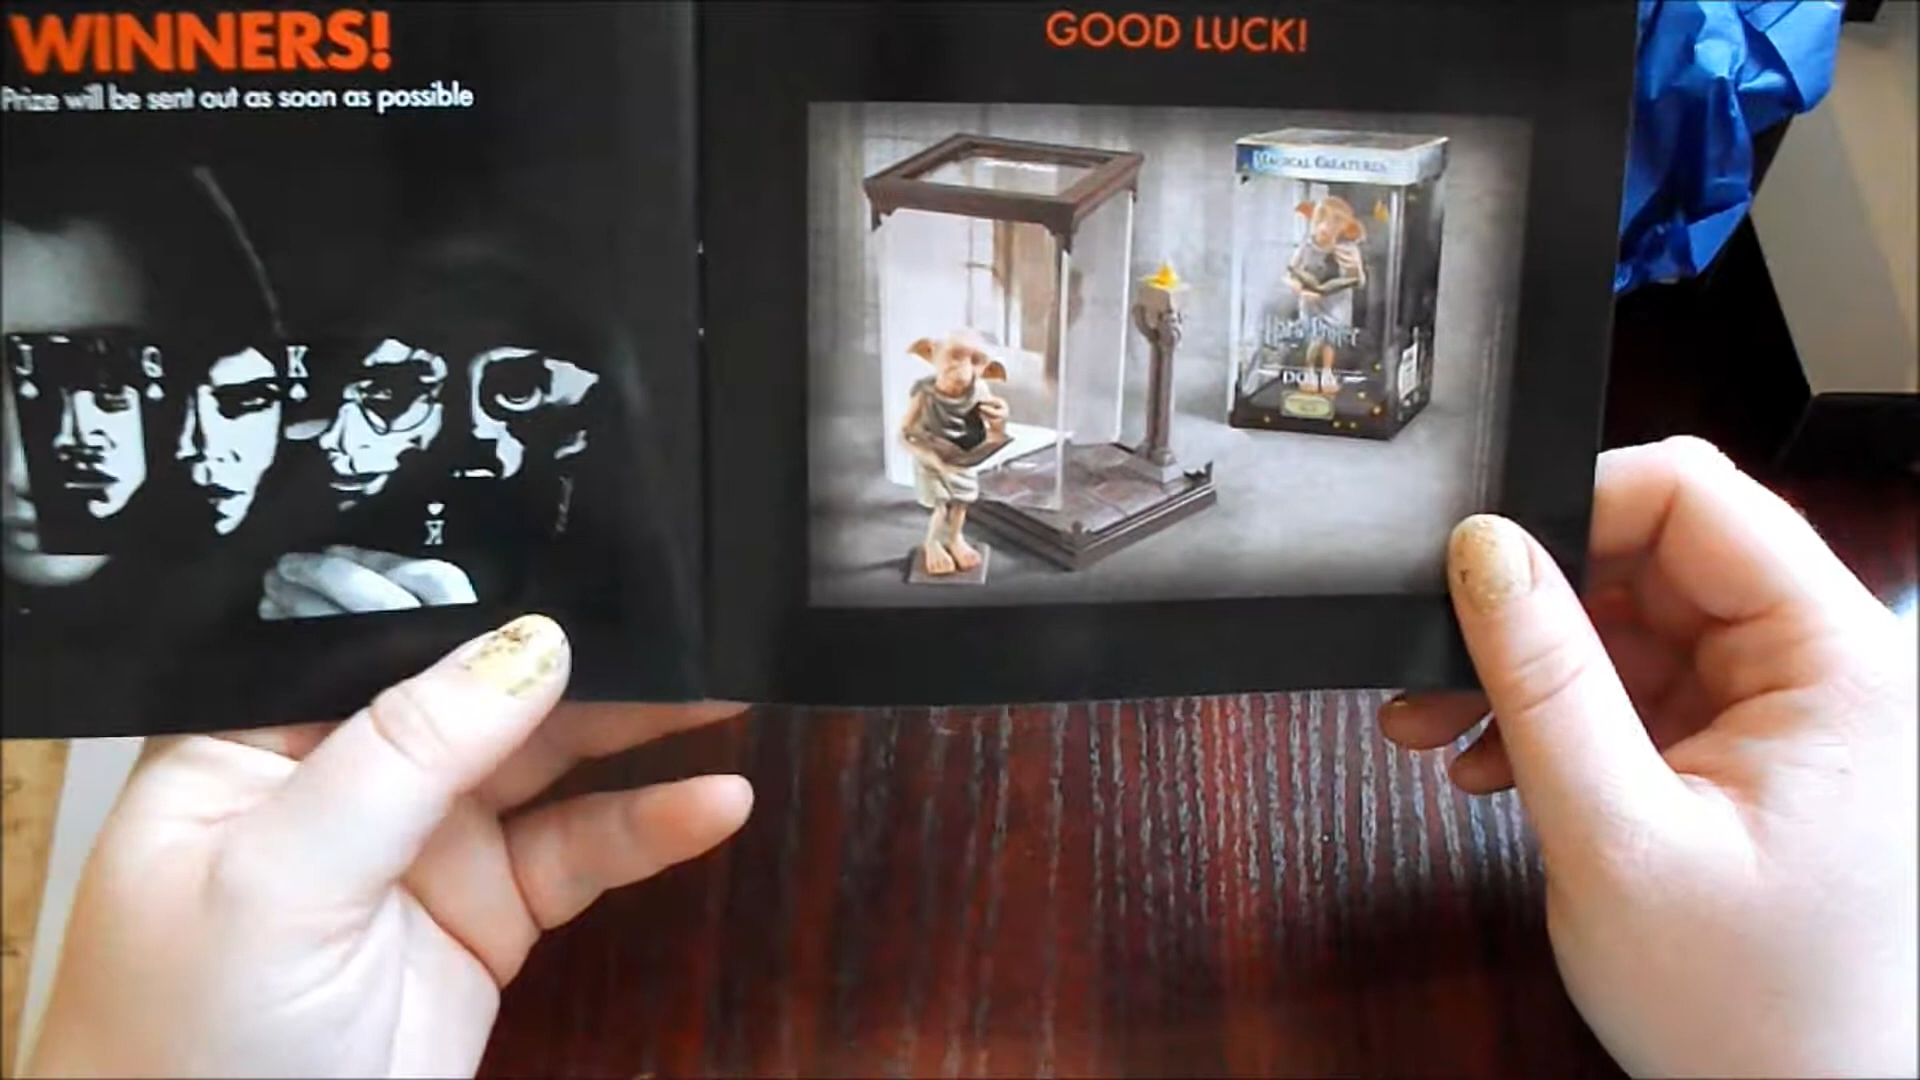 WINNERS!
Prize will be sent out as soon as possible
J
Q
K
K
GOOD LUCK!
MAGICAL CREATURES
Harry Potter
DOBBY